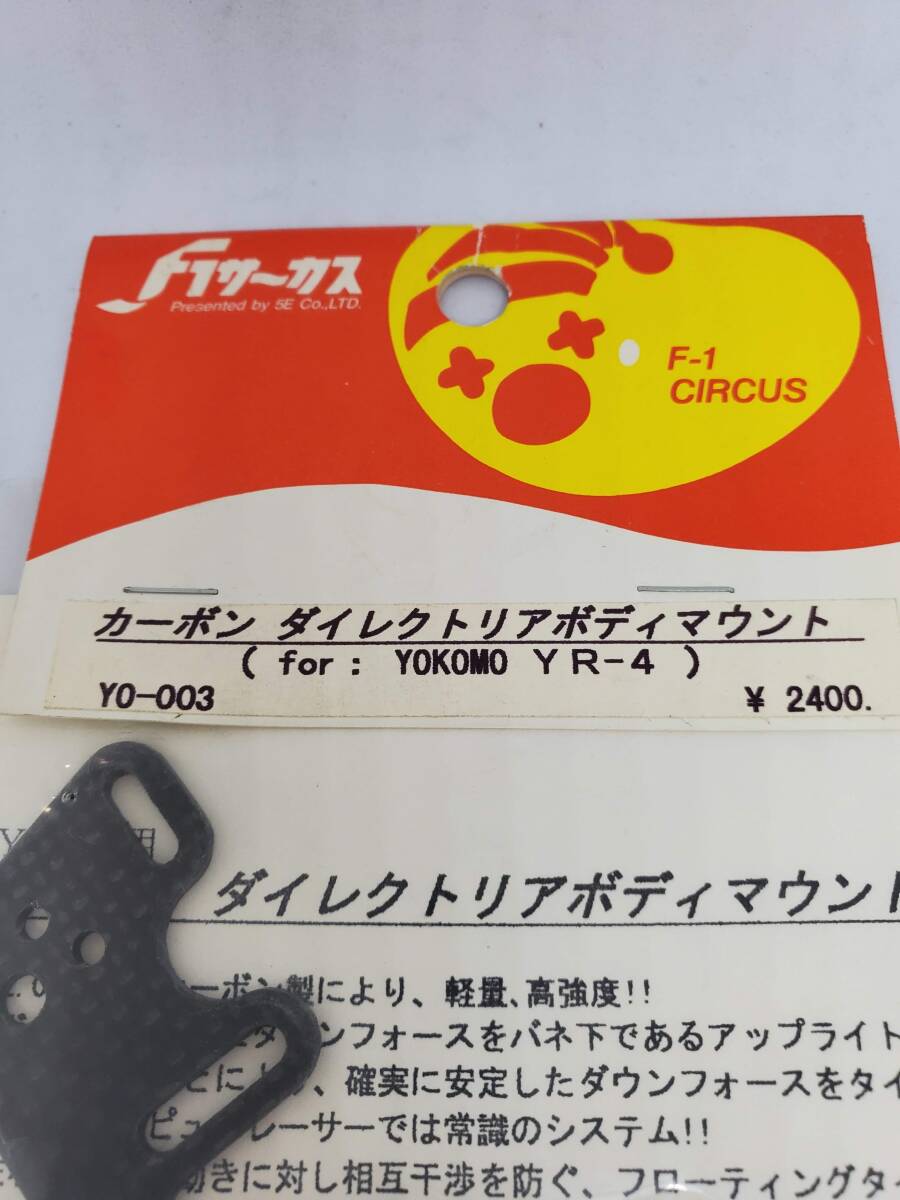 F1サーカス
Presented by 5E Co.,LTD.
F-1
CIRCUS
カーボン ダイレクトリアボディマウント
( for : YOKOMO YR-4 )
YO-003 ¥ 2400.
ダイレクトリアボディマウント
ーボン製により、軽量、高強度!!
ンフォースをバネ下であるアップライト
、確実に安定したダウンフォースをタイ
レーサーでは常識のシステム!!
動きに対し相互干渉を防ぐ、フローティングタ